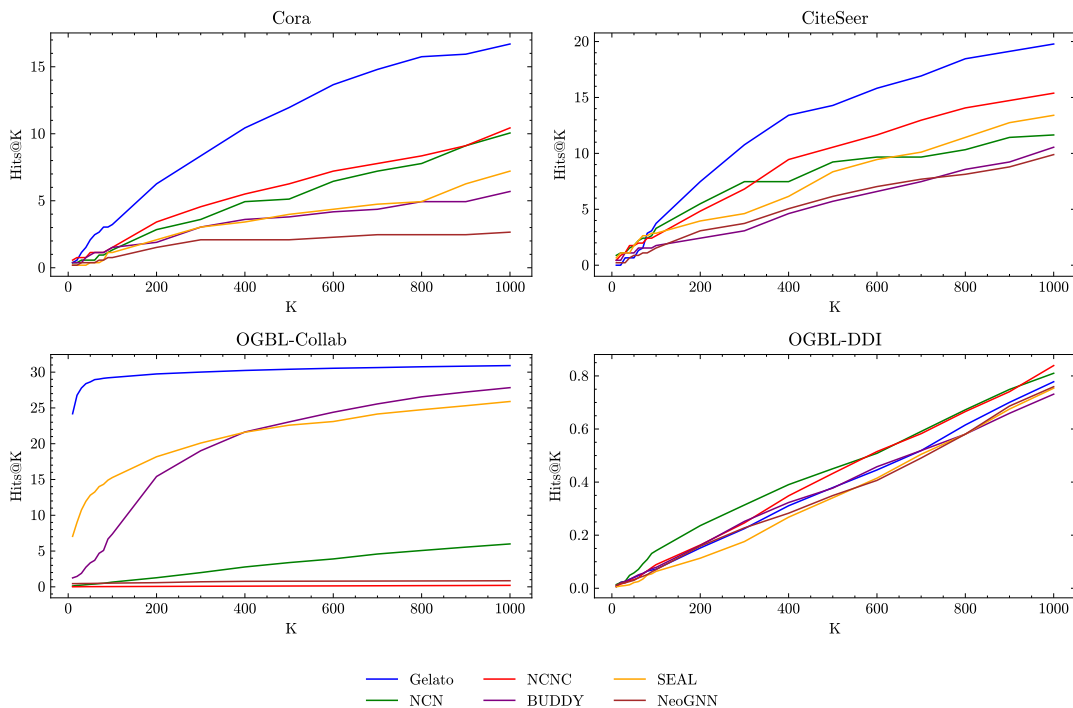 Cora
CiteSeer
Hits@K
15
10
5
0
0 200 400 600 800 1000
K
Hits@K
20
15
10
5
0
0 200 400 600 800 1000
K
OGBL-Collab
OGBL-DDI
Hits@K
30
25
20
15
10
5
0
0 200 400 600 800 1000
K
Hits@K
0.8
0.6
0.4
0.2
0.0
0 200 400 600 800 1000
K
Gelato NCNC SEAL
NCN BUDDY NeoGNN